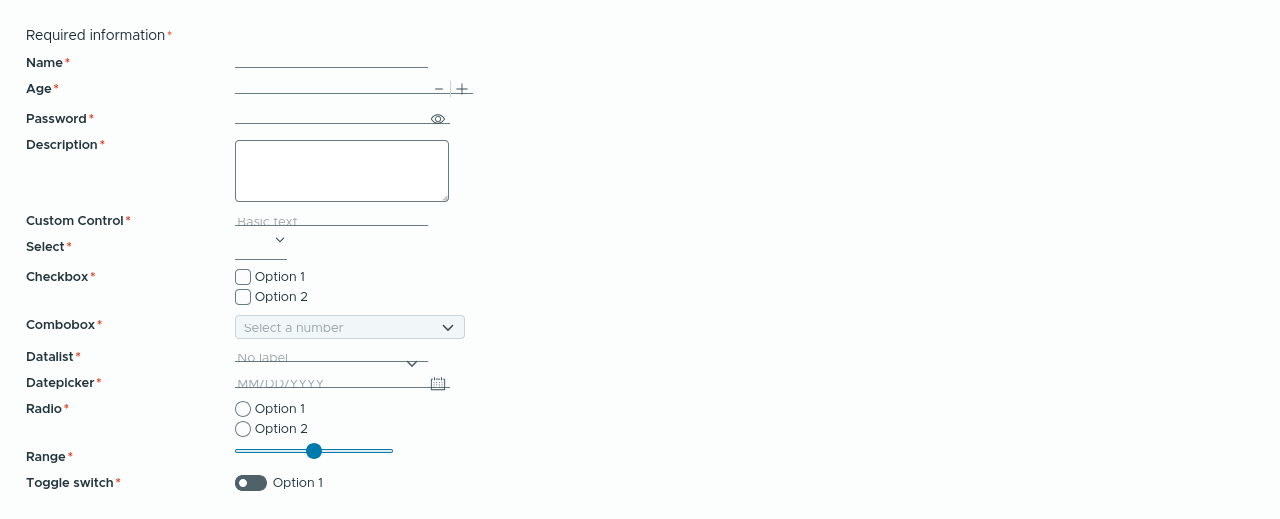 Required information*
Name*
Age*
Password*
Description*
Custom Control* Basic text
Select*
Checkbox* Option 1
Option 2
Combobox* Select a number
Datalist* No label
Datepicker* MM/DD/YYYY
Radio* Option 1
Option 2
Range*
Toggle switch* Option 1